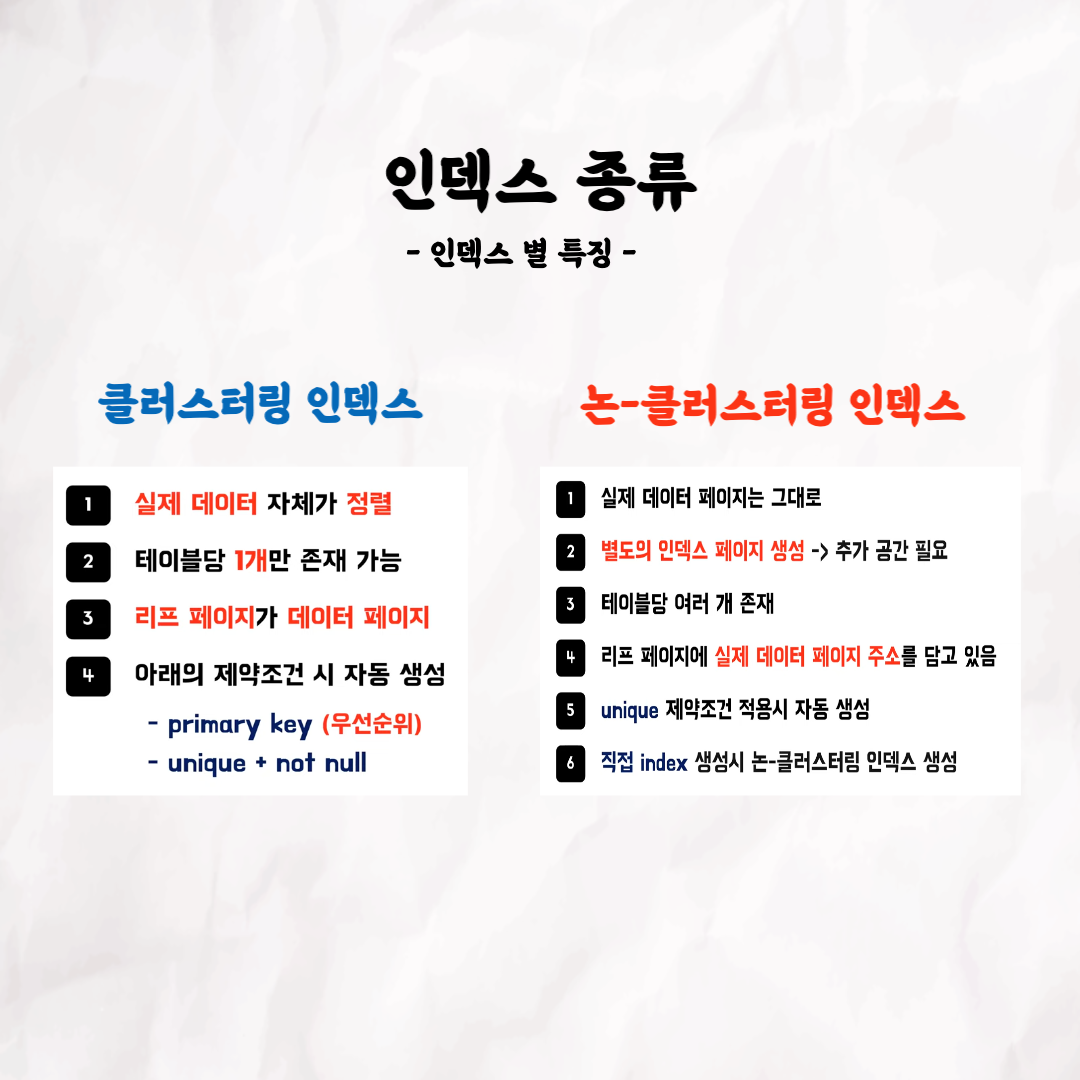 인덱스 종류
- 인덱스 별 특징 -
클러스터링 인덱스
1 실제 데이터 자체가 정렬
2 테이블당 1개만 존재 가능
3 리프 페이지가 데이터 페이지
4 아래의 제약조건 시 자동 생성
- primary key (우선순위)
- unique + not null
논-클러스터링 인덱스
1 실제 데이터 페이지는 그대로
2 별도의 인덱스 페이지 생성 -> 추가 공간 필요
3 테이블당 여러 개 존재
4 리프 페이지에 실제 데이터 페이지 주소를 담고 있음
5 unique 제약조건 적용시 자동 생성
6 직접 index 생성시 논-클러스터링 인덱스 생성